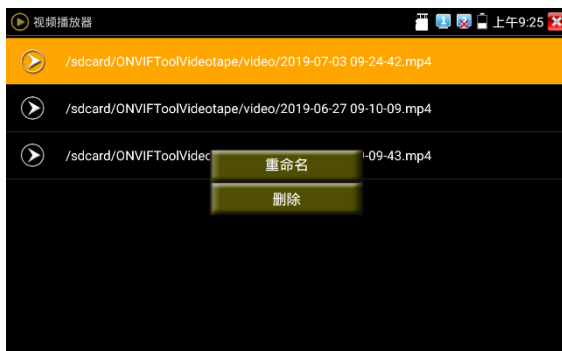 视频播放器
上午9:25
/sdcard/ONVIFToolVideotape/video/2019-07-03 09-24-42.mp4
/sdcard/ONVIFToolVideotape/video/2019-06-27 09-10-09.mp4
/sdcard/ONVIFToolVidec -09-43.mp4
重命名
删除